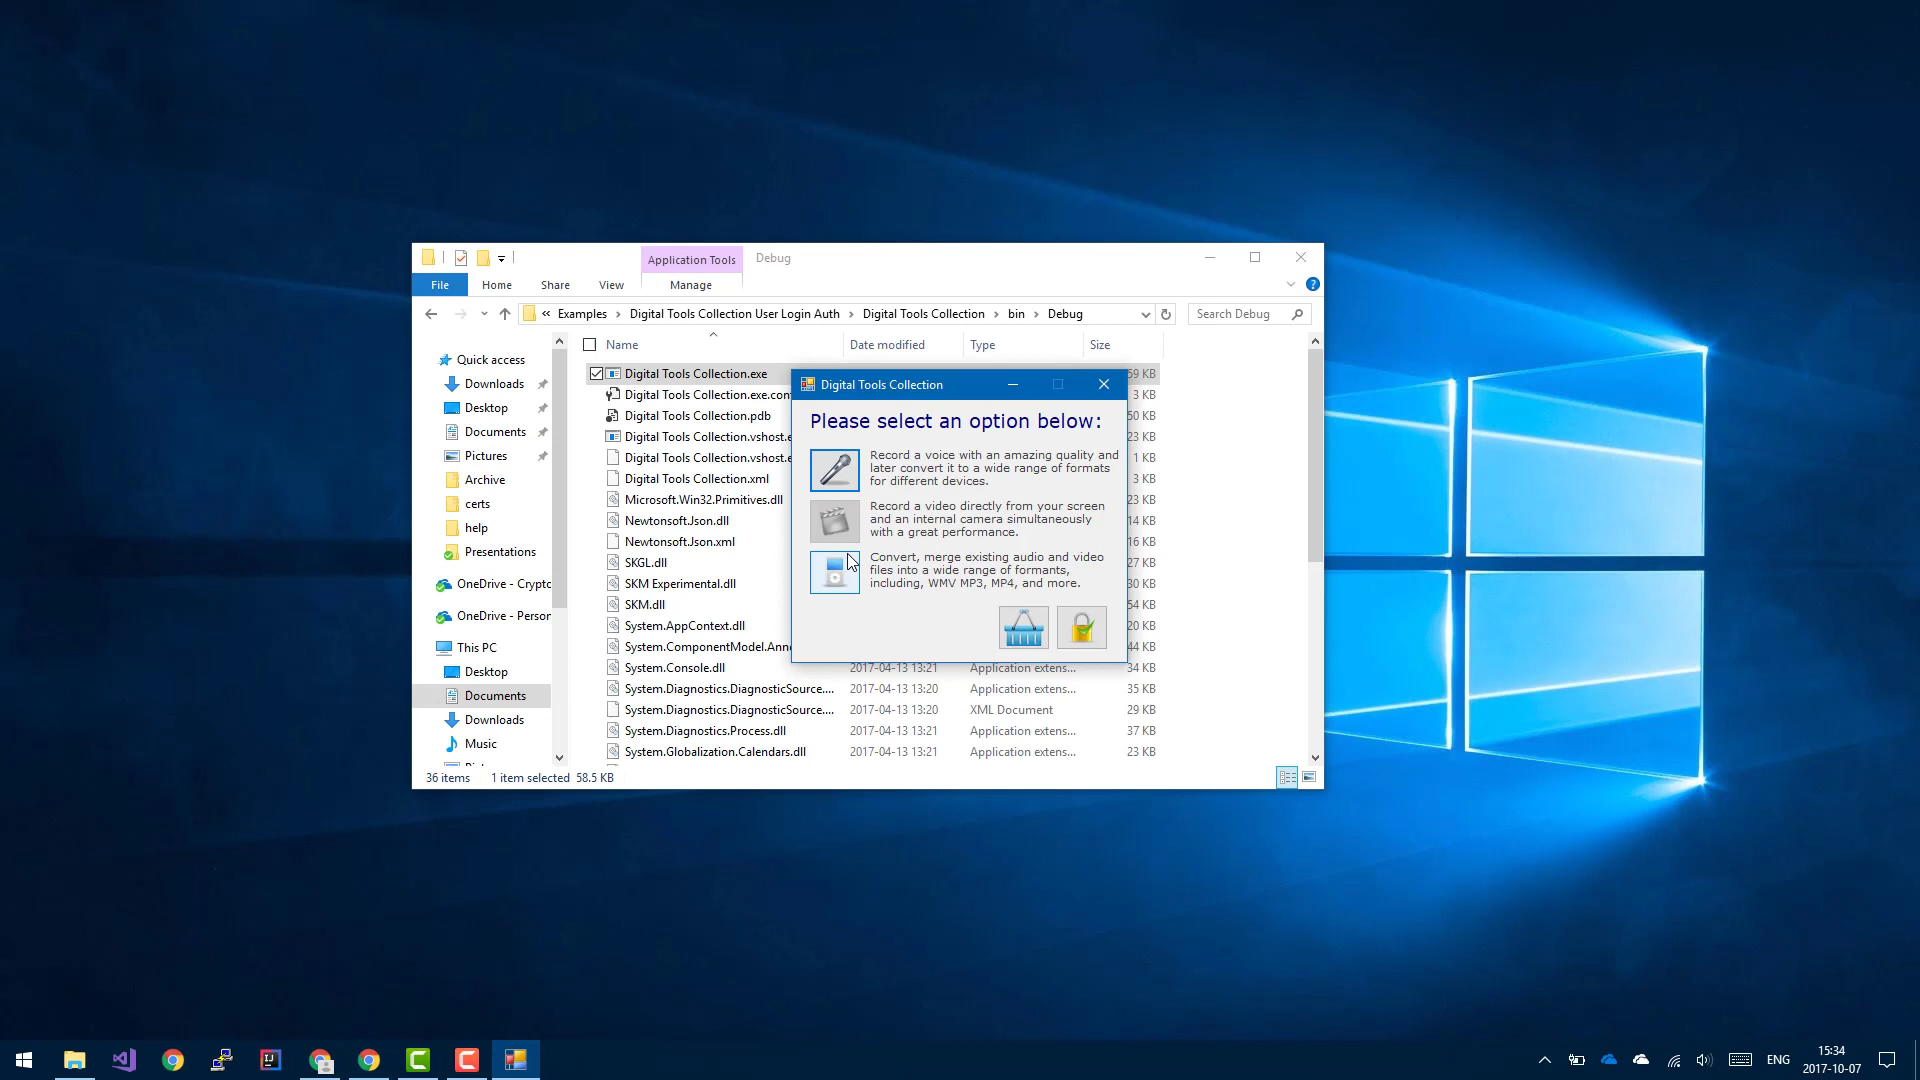 Application Tools
Debug
File
Home
Share
View
Manage
« Examples › Digital Tools Collection User Login Auth › Digital Tools Collection › bin › Debug
Search Debug
Name
Date modified
Type
Size
Quick access
Downloads
Desktop
Documents
Pictures
Archive
certs
help
Presentations
OneDrive - Crypto
OneDrive - Person
This PC
Desktop
Documents
Downloads
Music
Digital Tools Collection.exe
59 KB
Digital Tools Collection.exe.con
3 KB
Digital Tools Collection.pdb
50 KB
Digital Tools Collection.vshost.e
23 KB
Digital Tools Collection.vshost.e
1 KB
Digital Tools Collection.xml
3 KB
Microsoft.Win32.Primitives.dll
23 KB
Newtonsoft.Json.dll
14 KB
Newtonsoft.Json.xml
16 KB
SKGL.dll
27 KB
SKM Experimental.dll
30 KB
SKM.dll
54 KB
System.AppContext.dll
20 KB
System.ComponentModel.Anno
44 KB
System.Console.dll 2017-04-13 13:21 Application extens... 34 KB
System.Diagnostics.DiagnosticSource.... 2017-04-13 13:20 Application extens... 35 KB
System.Diagnostics.DiagnosticSource.... 2017-04-13 13:20 XML Document 29 KB
System.Diagnostics.Process.dll 2017-04-13 13:21 Application extens... 37 KB
System.Globalization.Calendars.dll 2017-04-13 13:21 Application extens... 23 KB
36 items
1 item selected 58.5 KB
Digital Tools Collection
Please select an option below:
Record a voice with an amazing quality and
later convert it to a wide range of formats
for different devices.
Record a video directly from your screen
and an internal camera simultaneously
with a great performance.
Convert, merge existing audio and video
files into a wide range of formants,
including, WMV MP3, MP4, and more.
ENG
15:34
2017-10-07